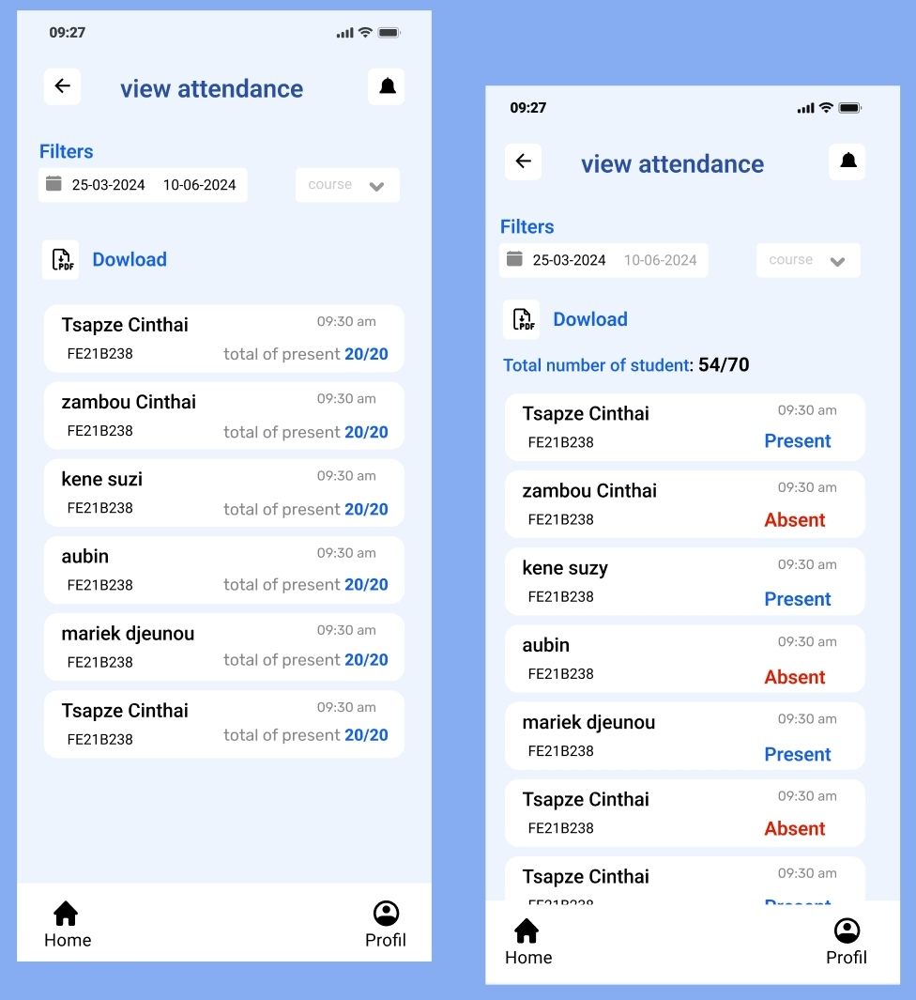 09:27
view attendance
Filters
25-03-2024 10-06-2024 course
PDF Dowload
Tsapze Cinthai 09:30 am
FE21B238 total of present 20/20
zambou Cinthai 09:30 am
FE21B238 total of present 20/20
kene suzi 09:30 am
FE21B238 total of present 20/20
aubin 09:30 am
FE21B238 total of present 20/20
mariek djeunou 09:30 am
FE21B238 total of present 20/20
Tsapze Cinthai 09:30 am
FE21B238 total of present 20/20
Home Profil
09:27
view attendance
Filters
25-03-2024 10-06-2024 course
PDF Dowload
Total number of student: 54/70
Tsapze Cinthai 09:30 am
FE21B238 Present
zambou Cinthai 09:30 am
FE21B238 Absent
kene suzy 09:30 am
FE21B238 Present
aubin 09:30 am
FE21B238 Absent
mariek djeunou 09:30 am
FE21B238 Present
Tsapze Cinthai 09:30 am
FE21B238 Absent
Tsapze Cinthai 09:30 am
FE21B238 Present
Home Profil